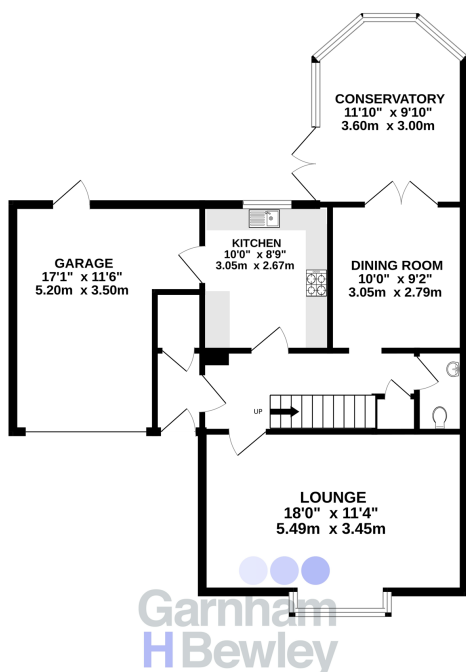 CONSERVATORY
11'10" x 9'10"
3.60m x 3.00m
KITCHEN
10'0" x 8'9"
3.05m x 2.67m
GARAGE
17'1" x 11'6"
5.20m x 3.50m
DINING ROOM
10'0" x 9'2"
3.05m x 2.79m
UP
LOUNGE
18'0" x 11'4"
5.49m x 3.45m
Garnham
H Bewley